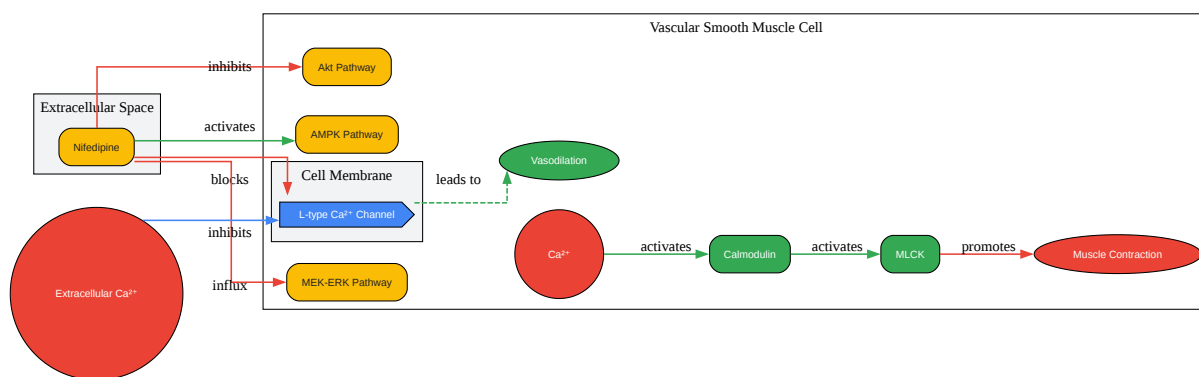 Vascular Smooth Muscle Cell
inhibits
Akt Pathway
Extracellular Space
Nifedipine
activates
AMPK Pathway
blocks
Cell Membrane
leads to
Vasodilation
L-type Ca²⁺ Channel
inhibits
Ca²⁺
activates
Calmodulin
activates
MLCK
promotes
Muscle Contraction
Extracellular Ca²⁺
influx
MEK-ERK Pathway